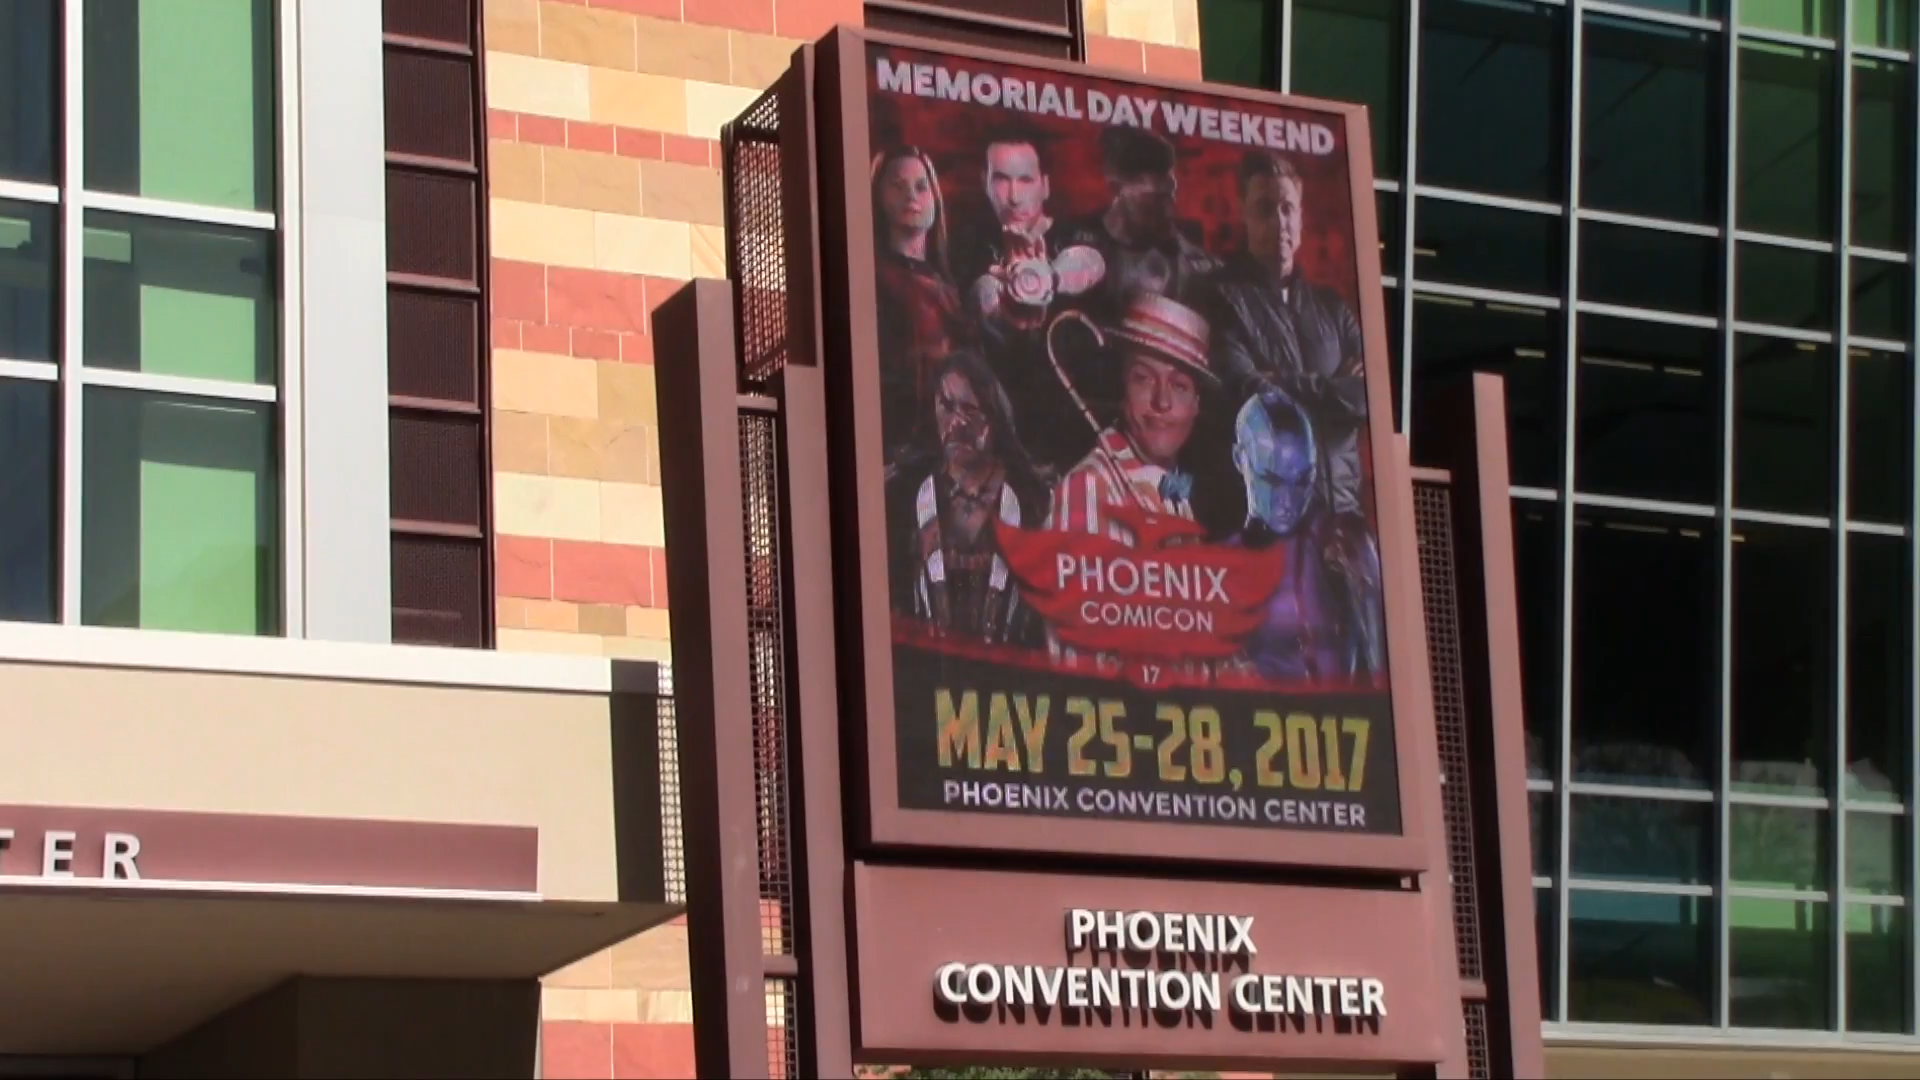 MEMORIAL DAY WEEKEND
PHOENIX
COMICON
17
MAY 25-28, 2017
PHOENIX CONVENTION CENTER
PHOENIX
CONVENTION CENTER
TER